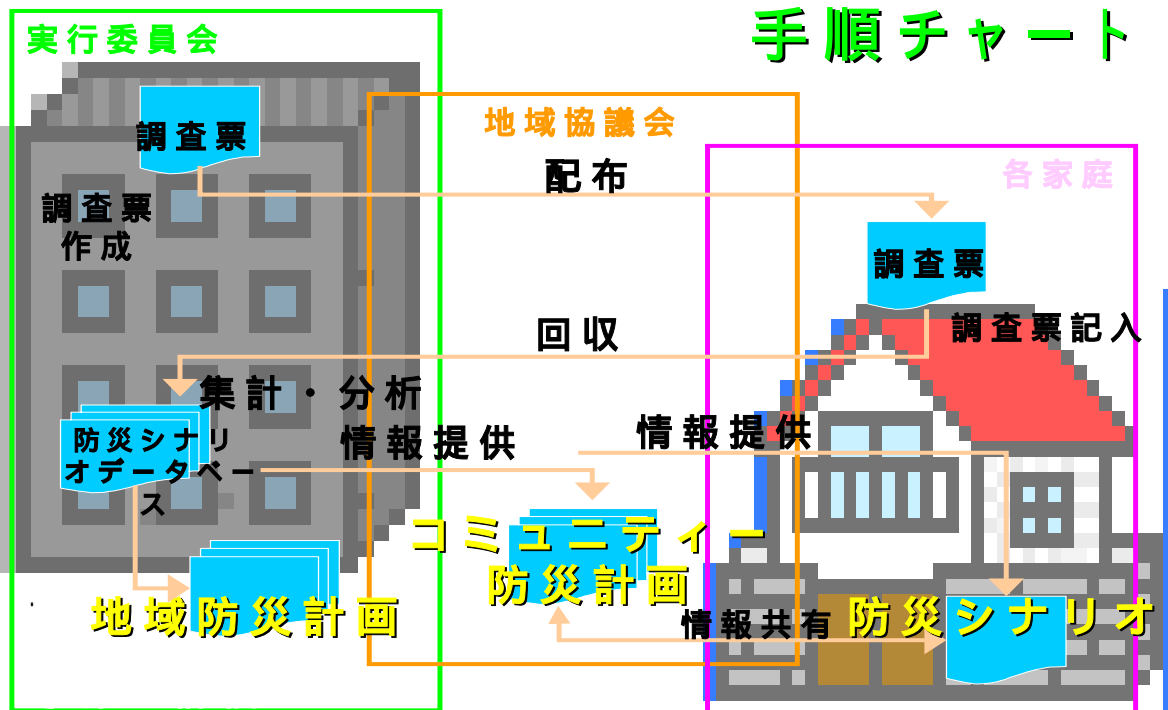 手順チャート
実行委員会
調査票
調査票
作成
地域協議会
配布
各家庭
調査票
調査票記入
回収
集計・分析
防災シナリ
オデータベー
ス
情報提供
情報提供
コミュニティー
防災計画
地域防災計画
情報共有
防災シナリオ